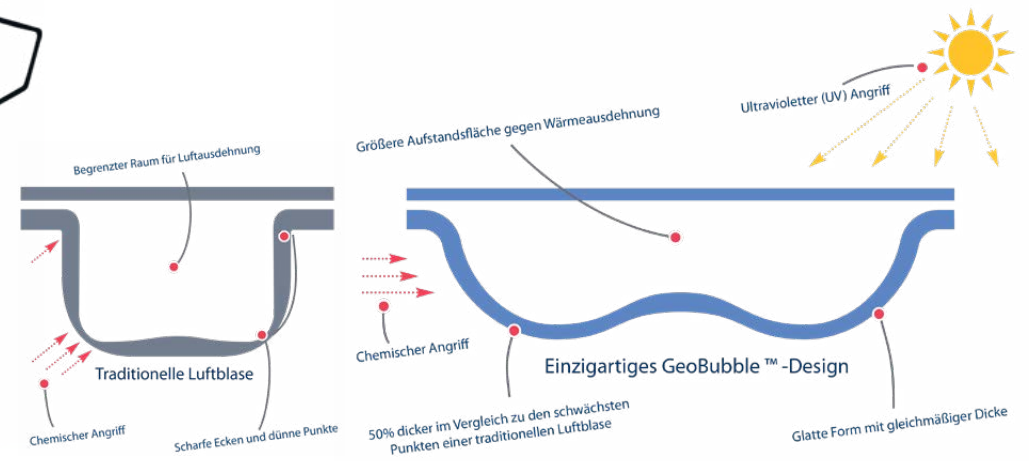 Ultravioletter (UV) Angriff
Größere Aufstandsfläche gegen Wärmeausdehnung
Begrenzter Raum für Luftausdehnung
Chemischer Angriff
Traditionelle Luftblase
Einzigartiges GeoBubble ™ -Design
Chemischer Angriff
Scharfe Ecken und dünne Punkte
50% dicker im Vergleich zu den schwächsten
Punkten einer traditionellen Luftblase
Glatte Form mit gleichmäßiger Dicke